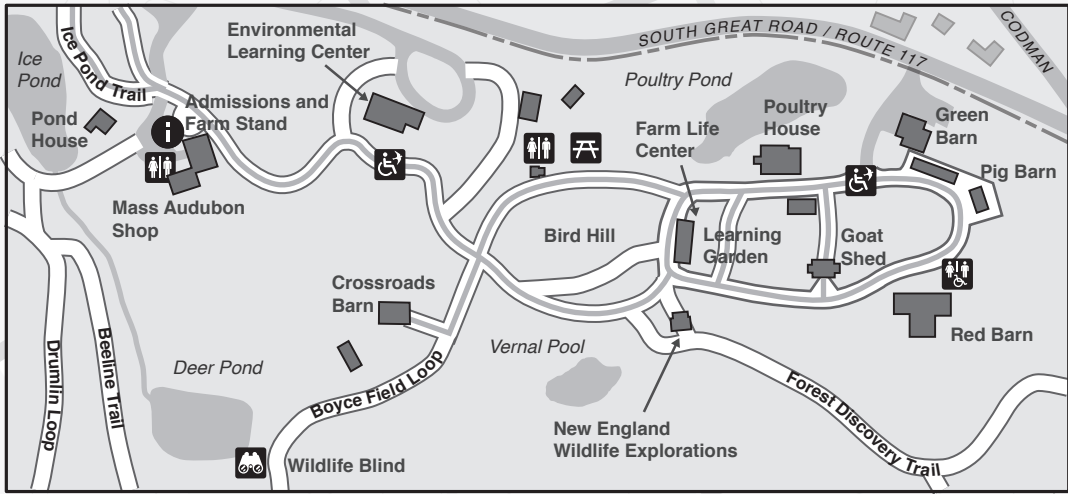 Environmental
Learning Center
SOUTH GREAT ROAD / ROUTE 117
CODMAN
Ice
Pond
Ice Pond Trail
Poultry Pond
Admissions and
Farm Stand
i
Pond
House
Poultry
House
Farm Life
Center
Green
Barn
Pig Barn
Mass Audubon
Shop
Bird Hill
Learning
Garden
Goat
Shed
Crossroads
Barn
Red Barn
Vernal Pool
Deer Pond
Drumlin Loop
Beeline Trail
Boyce Field Loop
Forest Discovery Trail
New England
Wildlife Explorations
Wildlife Blind